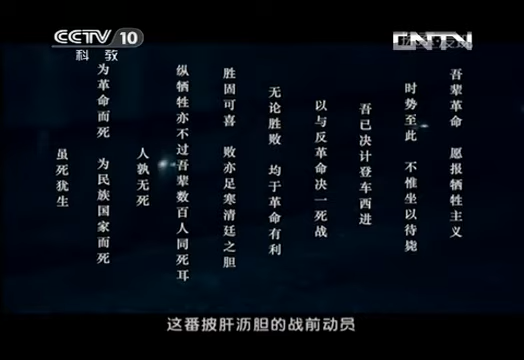 CCTV 10
科教
吾辈革命 愿报牺牲主义
时势至此 不惟坐以待毙
吾已决计登车西进
以与反革命决一死战
无论胜败 均于革命有利
胜固可喜 败亦足寒清廷之胆
纵牺牲亦不过吾辈数百人同死耳
人孰无死
为革命而死 为民族国家而死
虽死犹生
这番披肝沥胆的战前动员